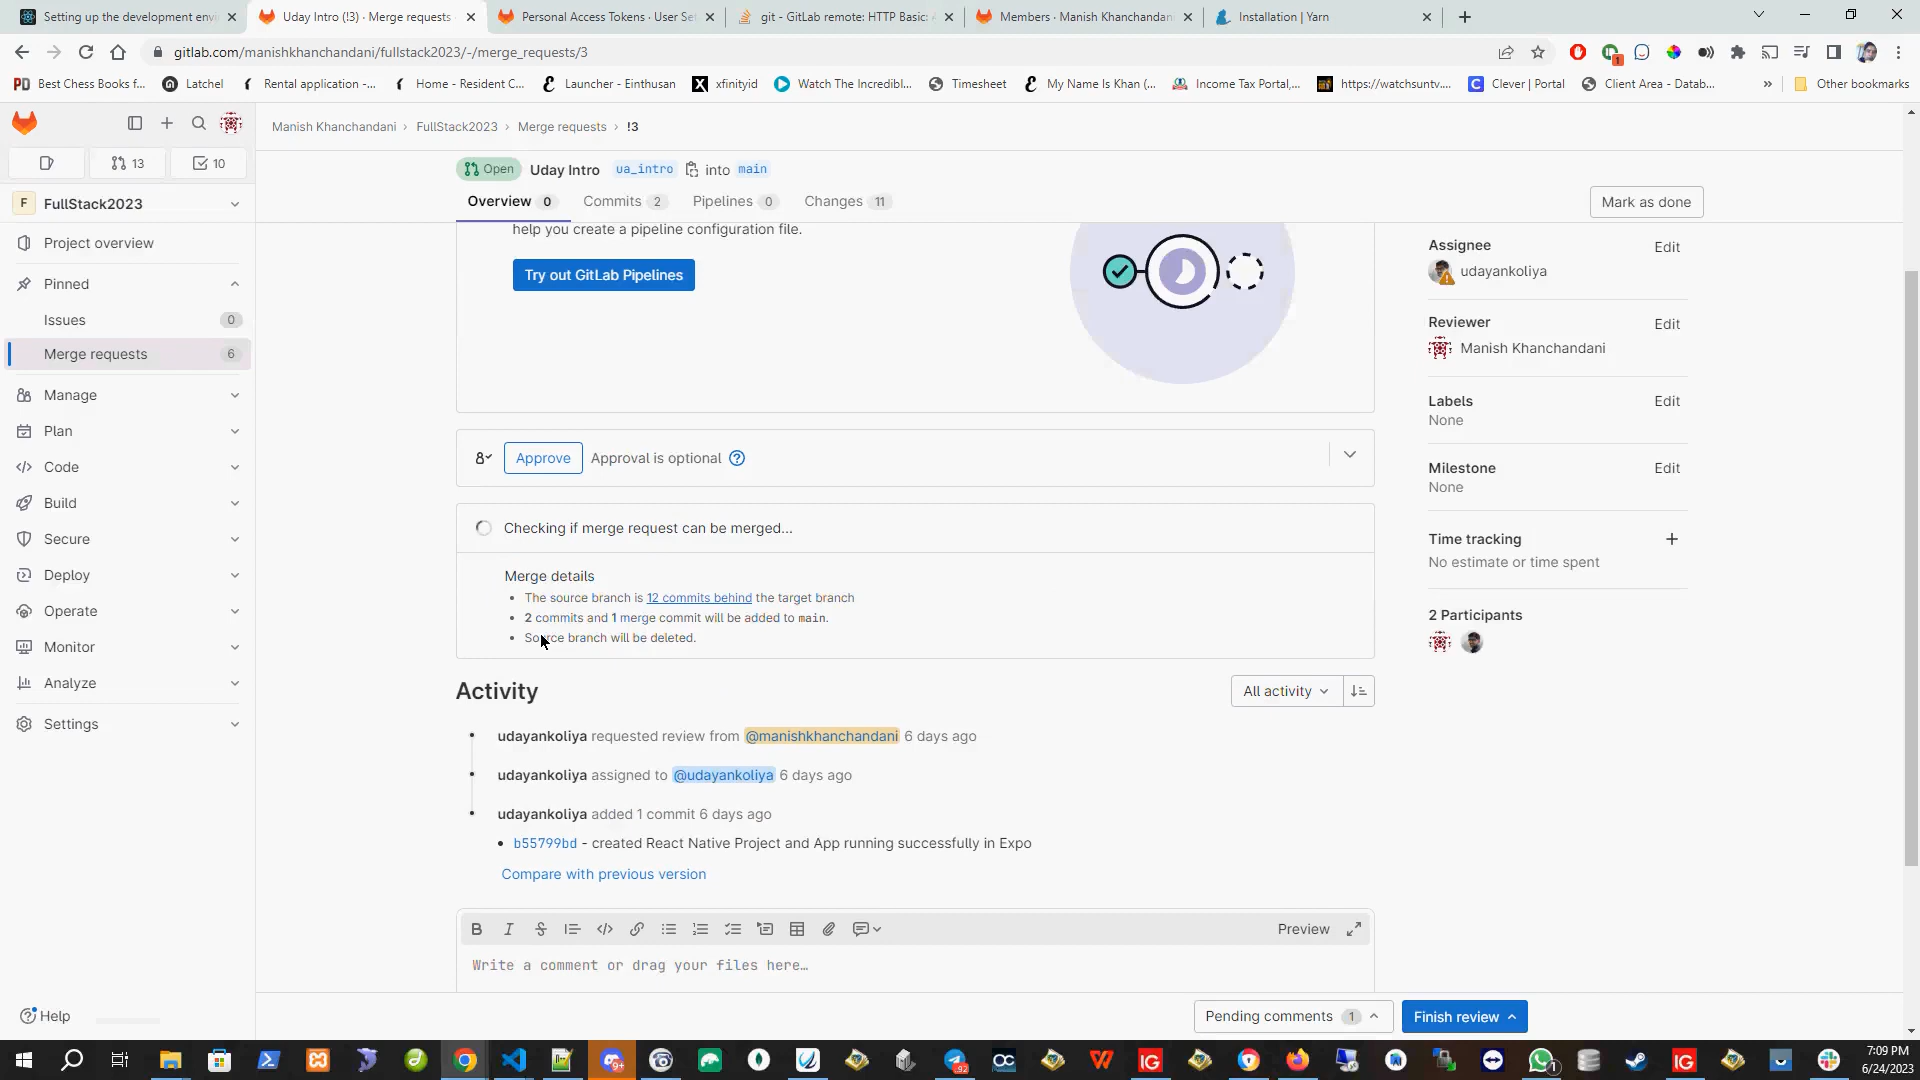 Setting up the development envi
Uday Intro (!3) · Merge requests
Personal Access Tokens · User Se
git - GitLab remote: HTTP Basic:
Members · Manish Khanchandan
Installation | Yarn
gitlab.com/manishkhanchandani/fullstack2023/-/merge_requests/3
1
PD Best Chess Books f...
Latchel
Rental application -...
Home - Resident C...
Launcher - Einthusan
xfinityid
Watch The Incredibl...
Timesheet
My Name Is Khan (...
Income Tax Portal,...
https://watchsuntv....
Clever | Portal
Client Area - Datab...
»
Other bookmarks
Manish Khanchandani › FullStack2023 › Merge requests › !3
13
10
Open Uday Intro ua_intro into main
Overview 0 Commits 2 Pipelines 0 Changes 11
Mark as done
F FullStack2023
Project overview
Pinned
Issues 0
Merge requests 6
Manage
Plan
Code
Build
Secure
Deploy
Operate
Monitor
Analyze
Settings
Help
help you create a pipeline configuration file.
Try out GitLab Pipelines
Approve Approval is optional
Checking if merge request can be merged...
Merge details
• The source branch is 12 commits behind the target branch
• 2 commits and 1 merge commit will be added to main.
• Source branch will be deleted.
Activity
All activity
udayankoliya requested review from @manishkhanchandani 6 days ago
udayankoliya assigned to @udayankoliya 6 days ago
udayankoliya added 1 commit 6 days ago
• b55799bd - created React Native Project and App running successfully in Expo
Compare with previous version
Preview
Write a comment or drag your files here…
Pending comments 1
Finish review
Assignee Edit
udayankoliya
Reviewer Edit
Manish Khanchandani
Labels Edit
None
Milestone Edit
None
Time tracking +
No estimate or time spent
2 Participants
7:09 PM
6/24/2023